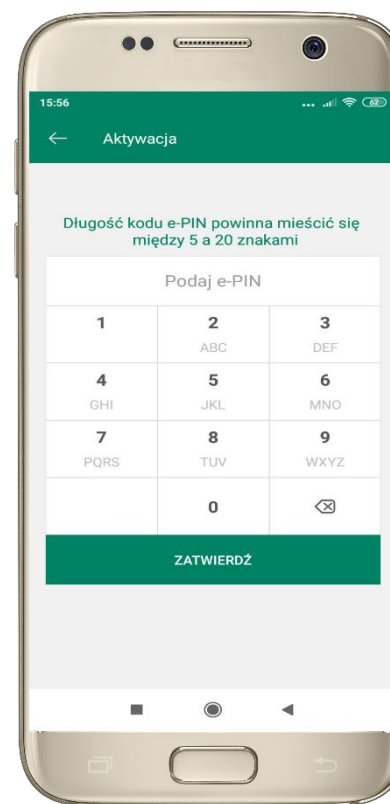 15:56
... 62
Aktywacja
Długość kodu e-PIN powinna mieścić się
między 5 a 20 znakami
Podaj e-PIN
1 2 3
ABC DEF
4 5 6
GHI JKL MNO
7 8 9
PQRS TUV WXYZ
0
ZATWIERDŹ